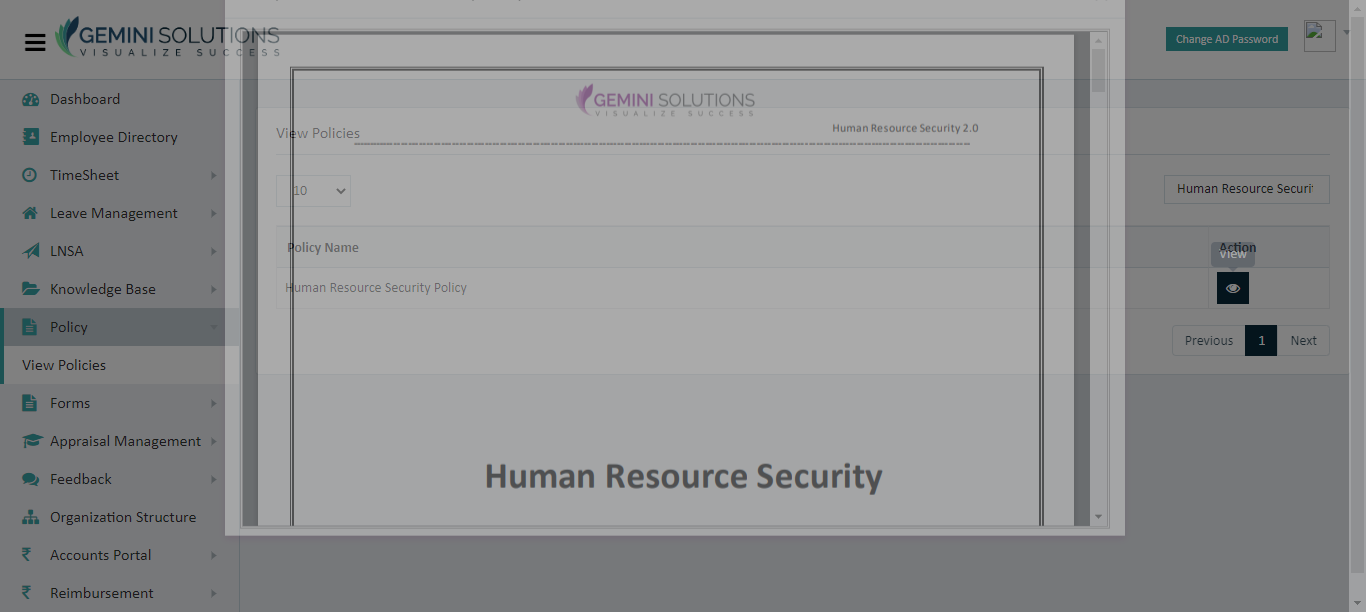 GEMINI SOLUTIONS
VISUALIZE SUCCESS
Change AD Password
Dashboard
Employee Directory
TimeSheet
Leave Management
LNSA
Knowledge Base
Policy
View Policies
Forms
Appraisal Management
Feedback
Organization Structure
Accounts Portal
Reimbursement
GEMINI SOLUTIONS
VISUALIZE SUCCESS
View Policies
Human Resource Security 2.0
10
Human Resource Securit
Policy Name
Action
view
Human Resource Security Policy
Previous
1
Next
Human Resource Security